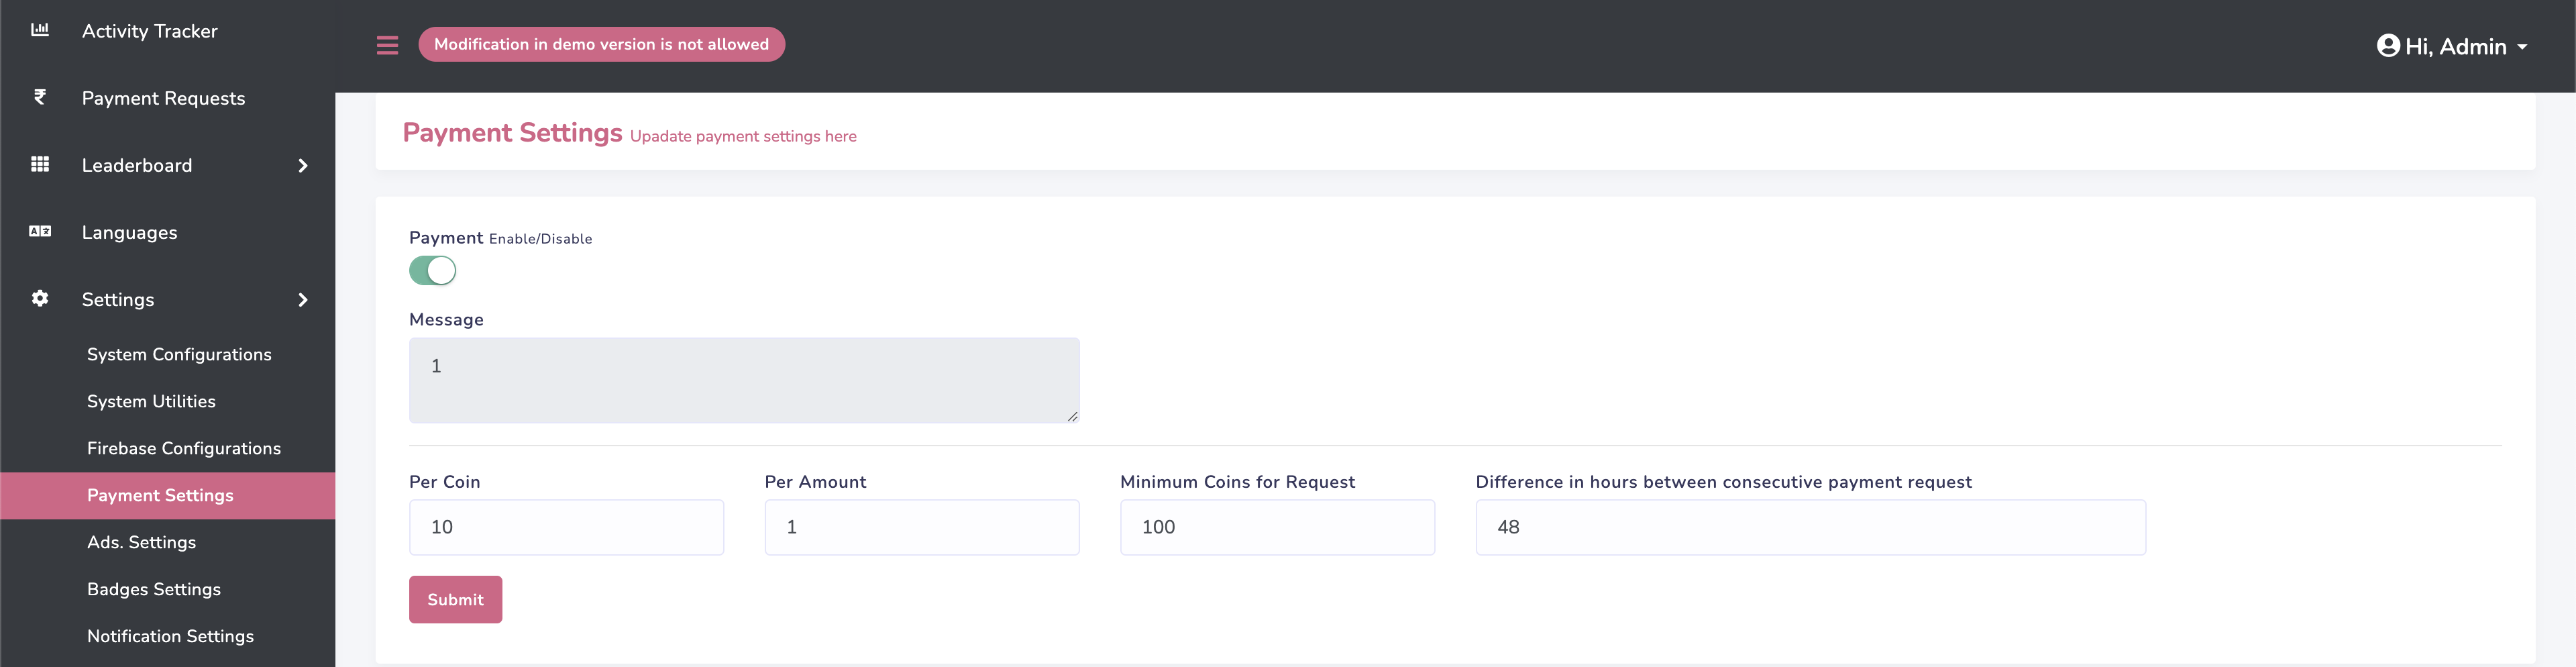 Activity Tracker
Payment Requests
Leaderboard
Languages
Settings
System Configurations
System Utilities
Firebase Configurations
Payment Settings
Ads. Settings
Badges Settings
Notification Settings
Modification in demo version is not allowed
Hi, Admin
Payment Settings Upadate payment settings here
Payment Enable/Disable
Message
1
Per Coin
10
Per Amount
1
Minimum Coins for Request
100
Difference in hours between consecutive payment request
48
Submit